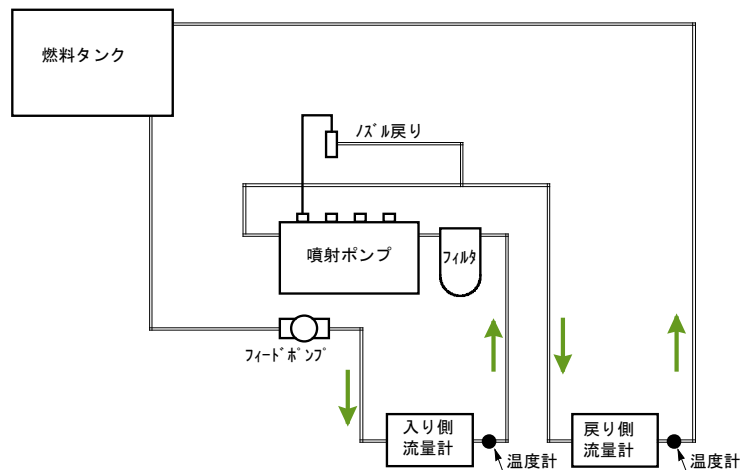 燃料タンク
ﾉｽﾞﾙ戻り
噴射ポンプ
ﾌｨﾙﾀ
ﾌｨｰﾄﾞﾎﾟﾝﾌﾟ
入り側
流量計
温度計
戻り側
流量計
温度計